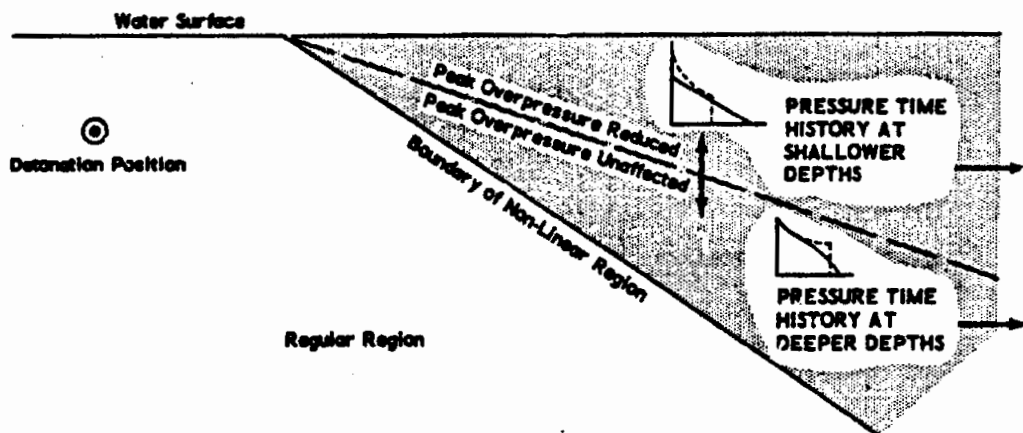 Water Surface
Detonation Position
Peak Overpressure Reduced
Peak Overpressure Unaffected
Boundary of Non-Linear Region
Regular Region
PRESSURE TIME
HISTORY AT
SHALLOWER
DEPTHS
PRESSURE TIME
HISTORY AT
DEEPER DEPTHS